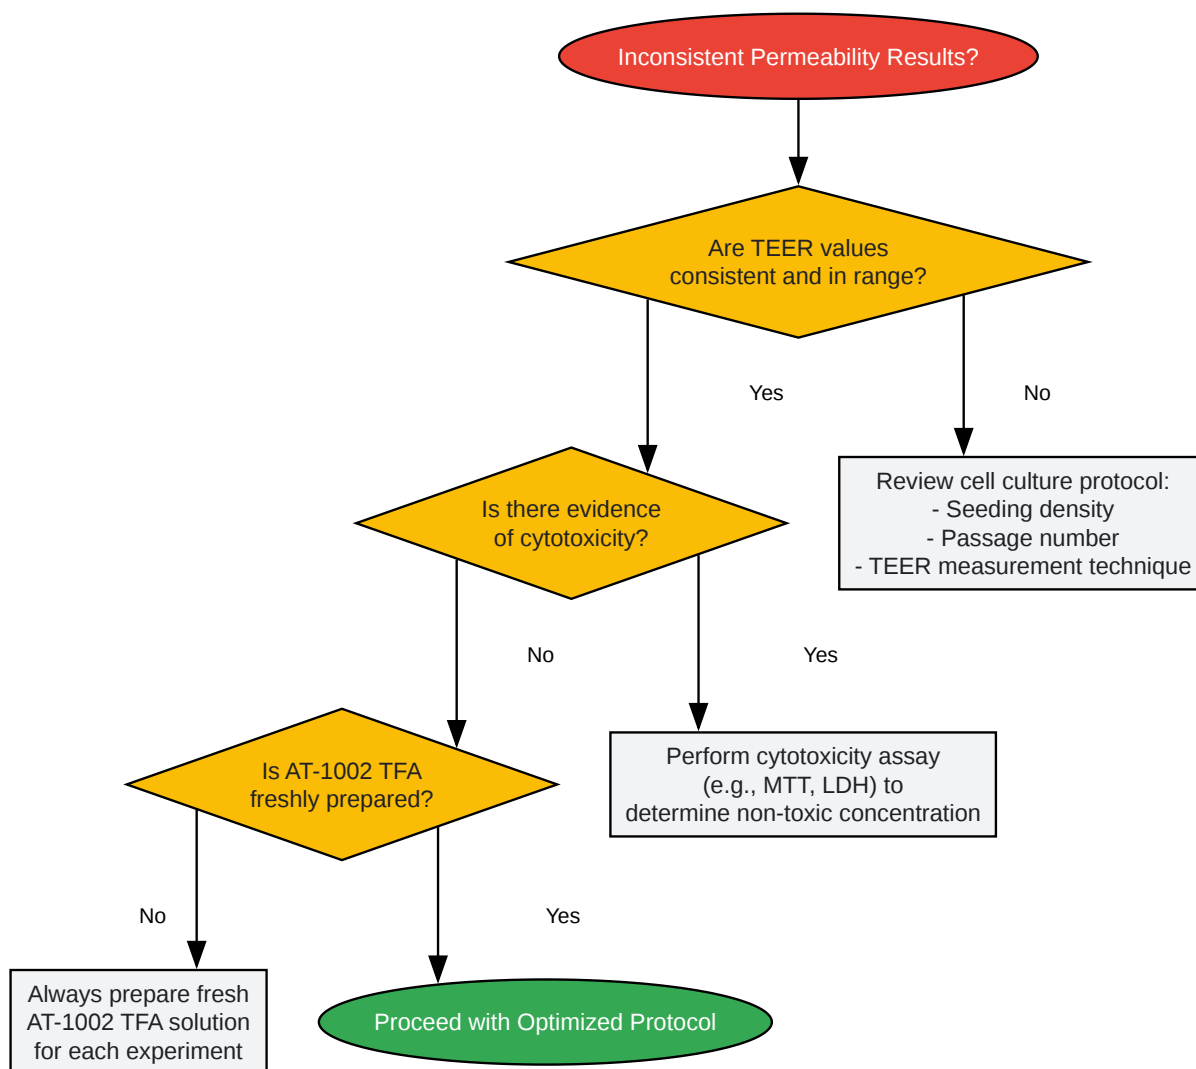 Inconsistent Permeability Results?
Are TEER values
consistent and in range?
Yes
No
Is there evidence
of cytotoxicity?
Review cell culture protocol:
- Seeding density
- Passage number
- TEER measurement technique
No
Yes
Is AT-1002 TFA
freshly prepared?
Perform cytotoxicity assay
(e.g., MTT, LDH) to
determine non-toxic concentration
No
Yes
Always prepare fresh
AT-1002 TFA solution
for each experiment
Proceed with Optimized Protocol